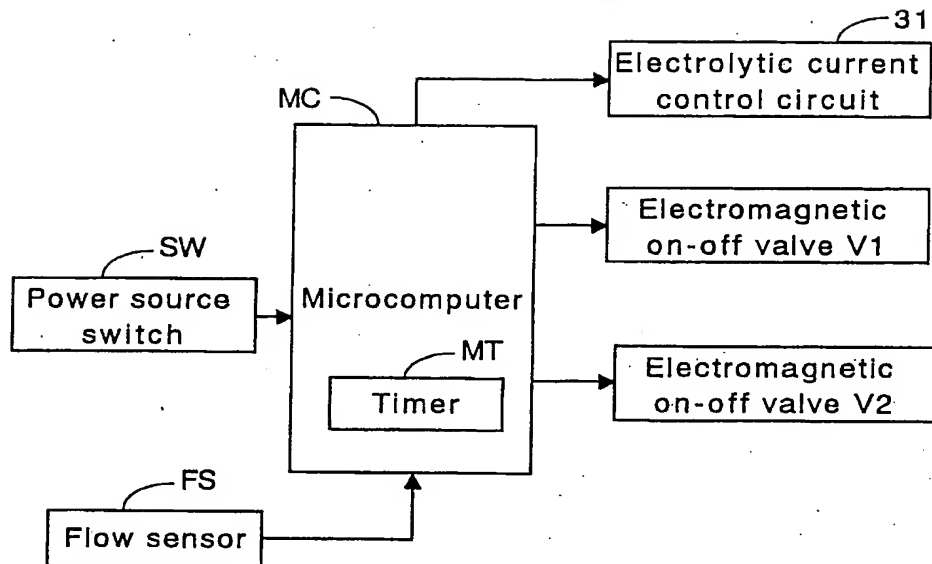 31
Electrolytic current
control circuit
MC
Electromagnetic
on-off valve V1
SW
Power source
switch
Microcomputer
MT
Timer
Electromagnetic
on-off valve V2
FS
Flow sensor